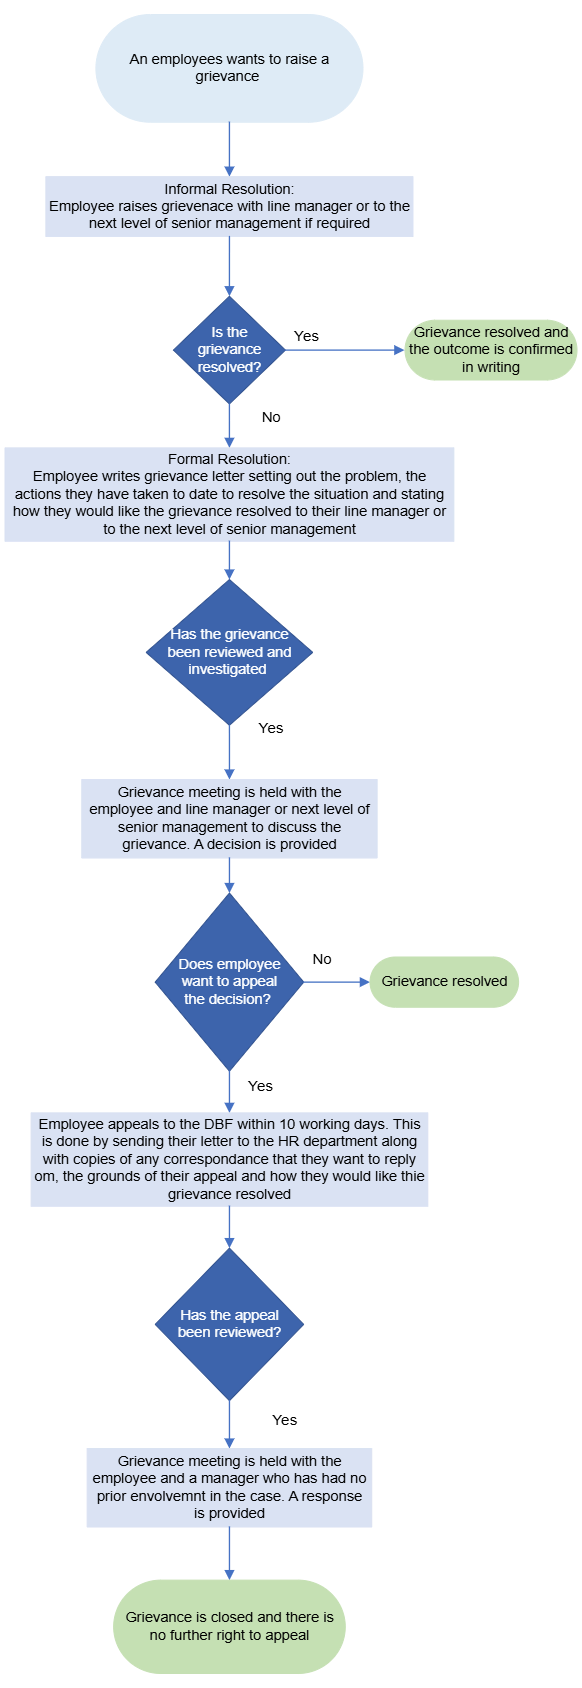 An employees wants to raise a
grievance
Informal Resolution:
Employee raises grievenace with line manager or to the
next level of senior management if required
Is the
grievance
resolved?
Yes
Grievance resolved and
the outcome is confirmed
in writing
No
Formal Resolution:
Employee writes grievance letter setting out the problem, the
actions they have taken to date to resolve the situation and stating
how they would like the grievance resolved to their line manager or
to the next level of senior management
Has the grievance
been reviewed and
investigated
Yes
Grievance meeting is held with the
employee and line manager or next level of
senior management to discuss the
grievance. A decision is provided
Does employee
want to appeal
the decision?
No
Grievance resolved
Yes
Employee appeals to the DBF within 10 working days. This
is done by sending their letter to the HR department along
with copies of any correspondance that they want to reply
om, the grounds of their appeal and how they would like thie
grievance resolved
Has the appeal
been reviewed?
Yes
Grievance meeting is held with the
employee and a manager who has had no
prior envolvemnt in the case. A response
is provided
Grievance is closed and there is
no further right to appeal